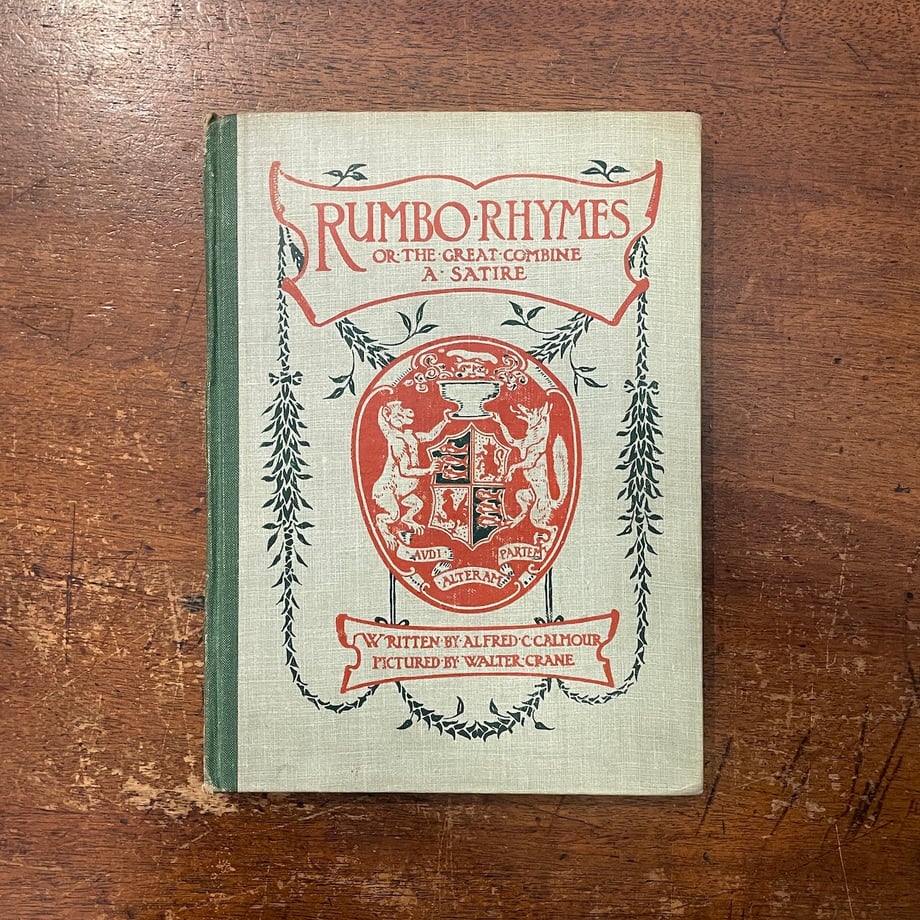 RUMBO·RHYMES
OR·THE·GREAT·COMBINE
A·SATIRE
AVDI·
·ALTERAM·
PARTEM
WRITTEN·BY·ALFRED·C·CALMOUR
PICTURED·BY·WALTER·CRANE